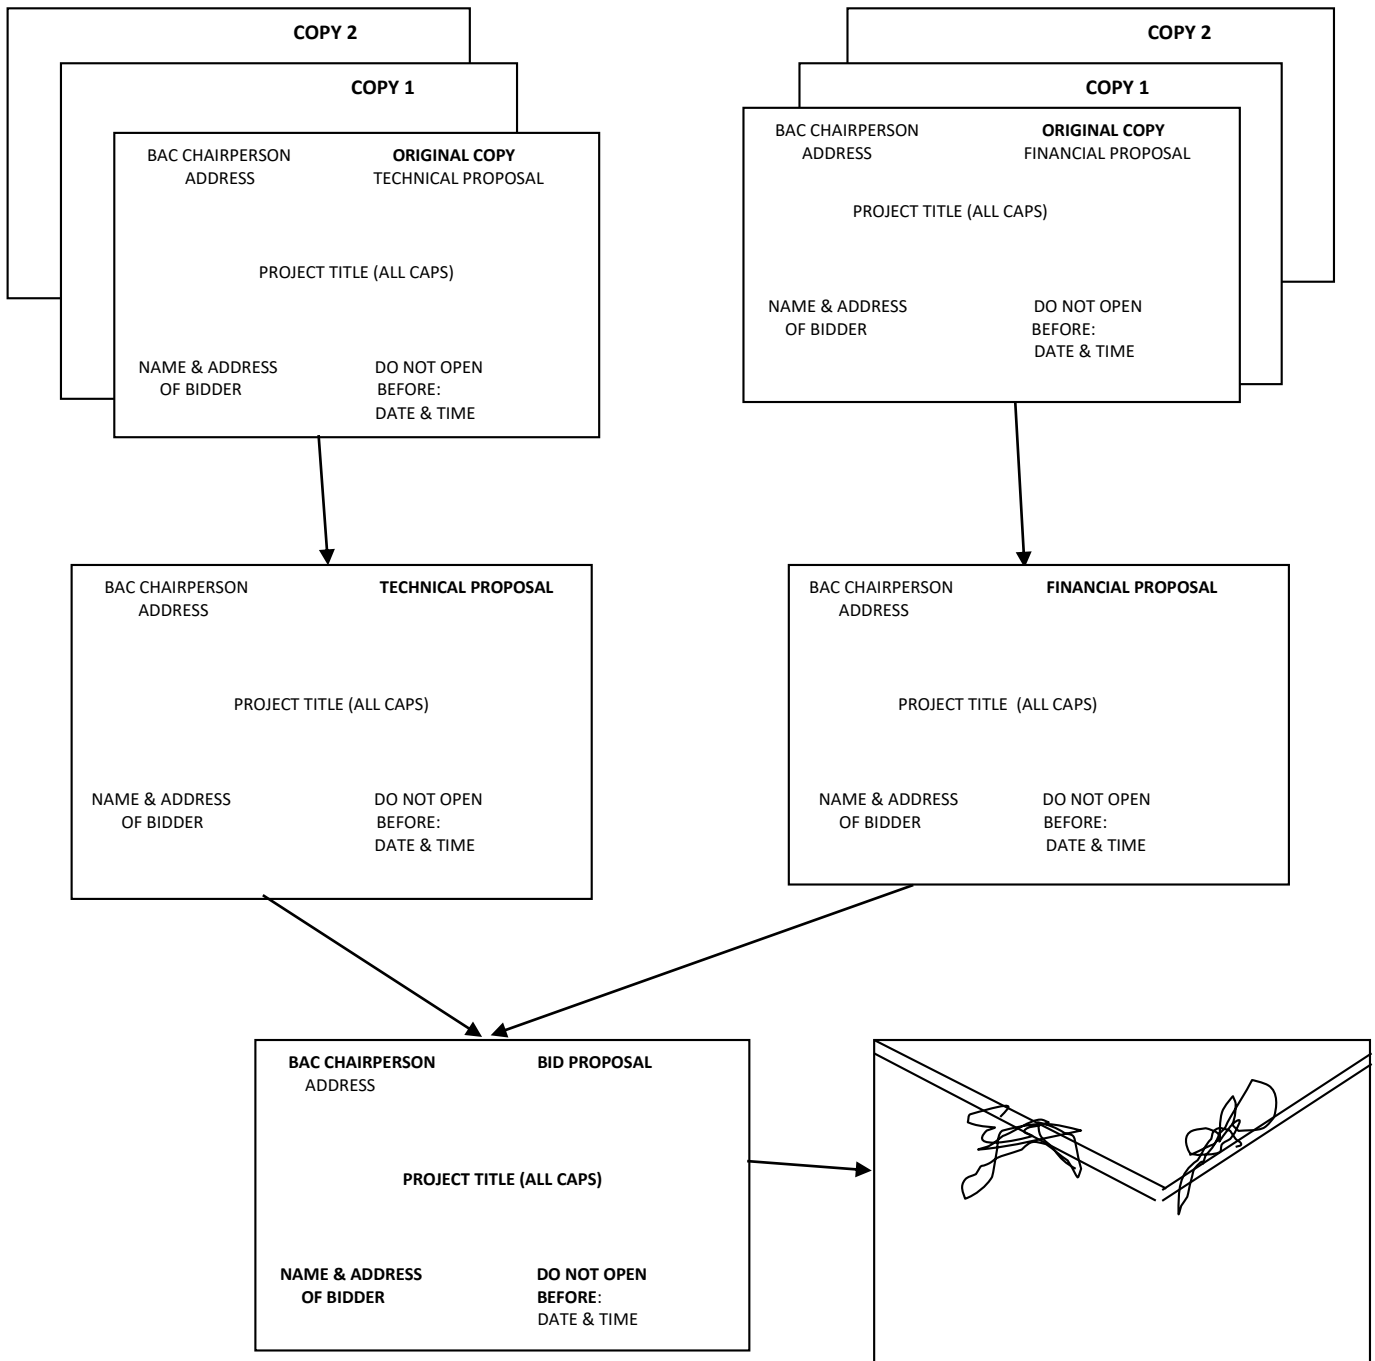 COPY 2
COPY 1
BAC CHAIRPERSON ORIGINAL COPY
ADDRESS TECHNICAL PROPOSAL
PROJECT TITLE (ALL CAPS)
NAME & ADDRESS DO NOT OPEN
OF BIDDER BEFORE:
DATE & TIME
COPY 2
COPY 1
BAC CHAIRPERSON ORIGINAL COPY
ADDRESS FINANCIAL PROPOSAL
PROJECT TITLE (ALL CAPS)
NAME & ADDRESS DO NOT OPEN
OF BIDDER BEFORE:
DATE & TIME
BAC CHAIRPERSON TECHNICAL PROPOSAL
ADDRESS
PROJECT TITLE (ALL CAPS)
NAME & ADDRESS DO NOT OPEN
OF BIDDER BEFORE:
DATE & TIME
BAC CHAIRPERSON FINANCIAL PROPOSAL
ADDRESS
PROJECT TITLE (ALL CAPS)
NAME & ADDRESS DO NOT OPEN
OF BIDDER BEFORE:
DATE & TIME
BAC CHAIRPERSON BID PROPOSAL
ADDRESS
PROJECT TITLE (ALL CAPS)
NAME & ADDRESS DO NOT OPEN
OF BIDDER BEFORE:
DATE & TIME